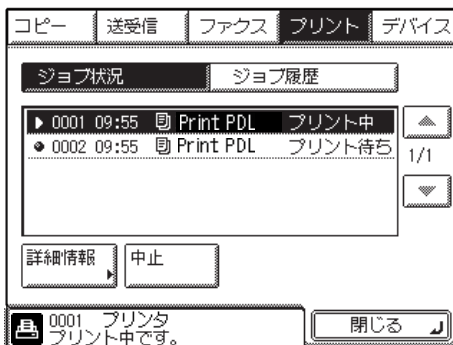 コピー 送受信 ファクス プリント デバイス
ジョブ状況 ジョブ履歴
0001 09:55 Print PDL プリント中
0002 09:55 Print PDL プリント待ち
1/1
詳細情報 中止
0001 プリンタ
プリント中です。
閉じる